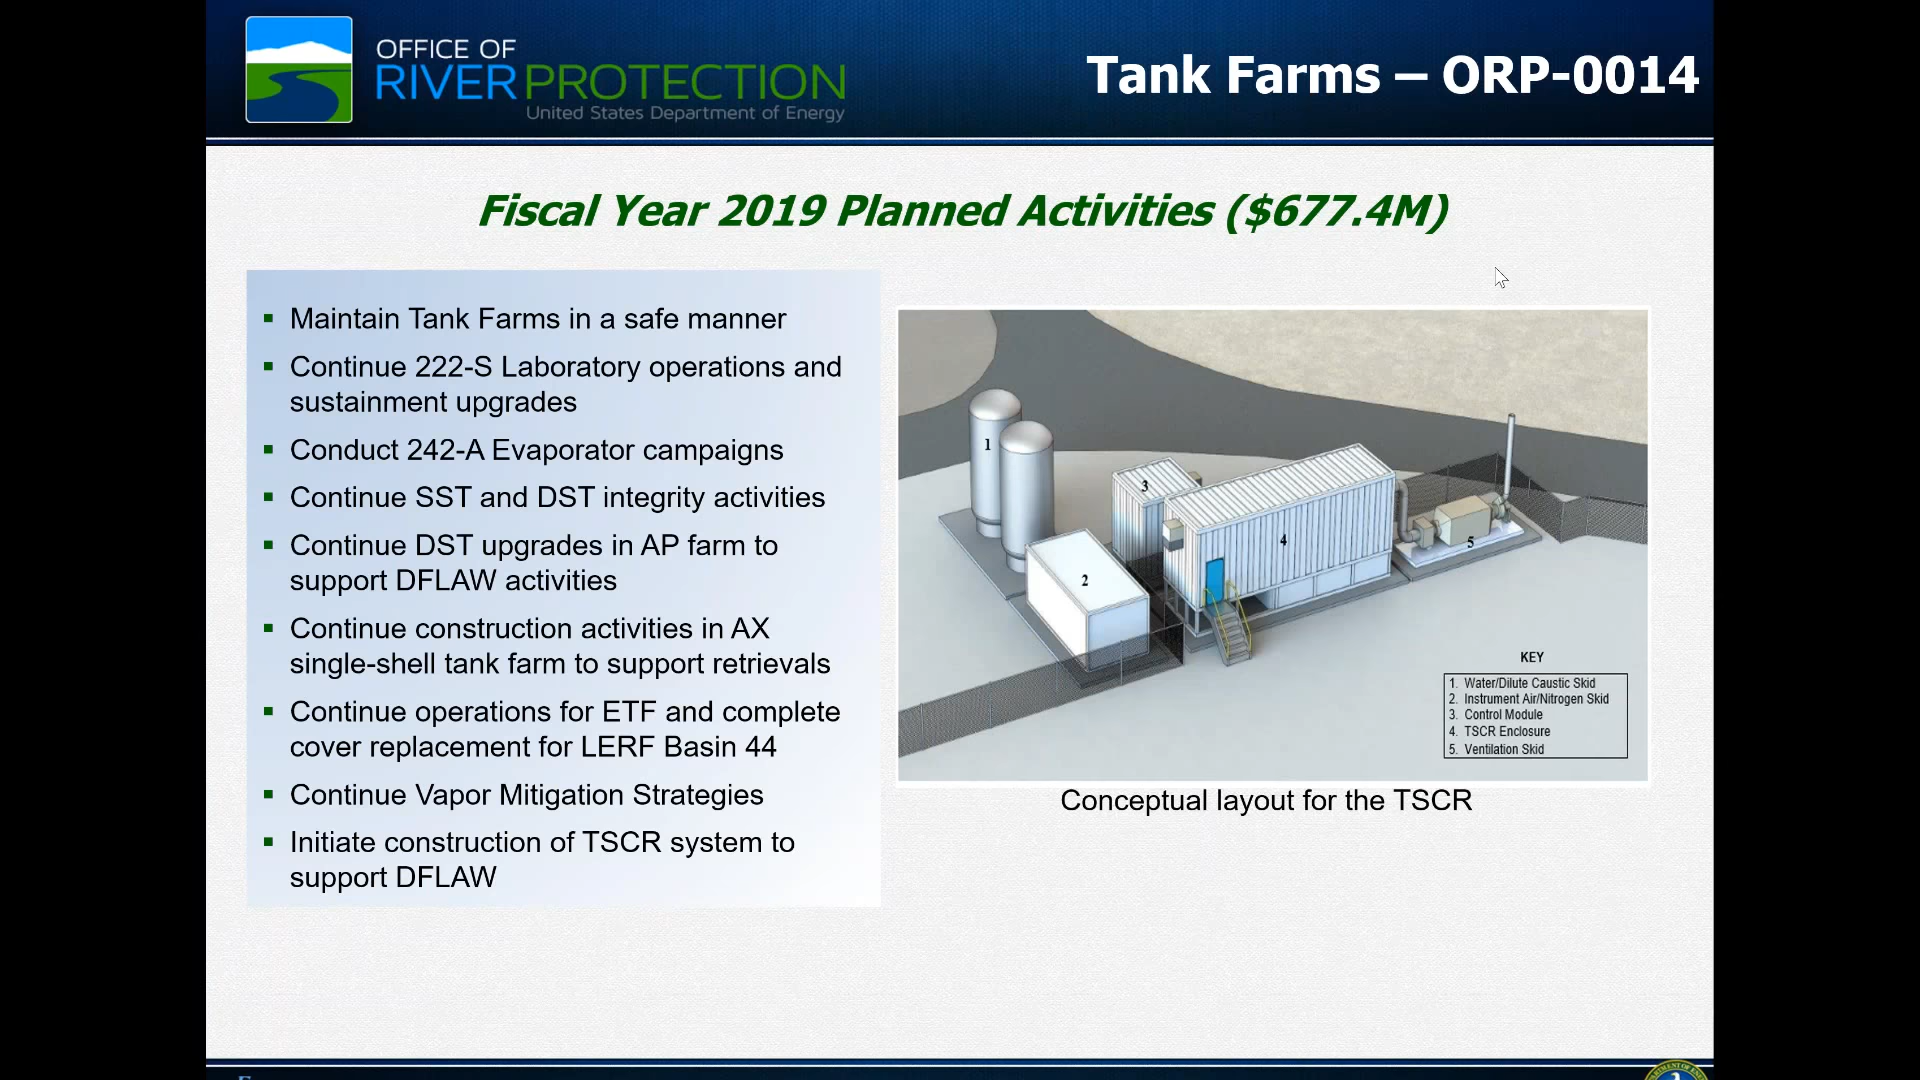 OFFICE OF
RIVER PROTECTION
United States Department of Energy
Tank Farms – ORP-0014
Fiscal Year 2019 Planned Activities ($677.4M)
▪ Maintain Tank Farms in a safe manner
▪ Continue 222-S Laboratory operations and
sustainment upgrades
▪ Conduct 242-A Evaporator campaigns
▪ Continue SST and DST integrity activities
▪ Continue DST upgrades in AP farm to
support DFLAW activities
▪ Continue construction activities in AX
single-shell tank farm to support retrievals
▪ Continue operations for ETF and complete
cover replacement for LERF Basin 44
▪ Continue Vapor Mitigation Strategies
▪ Initiate construction of TSCR system to
support DFLAW
1
2
3
4
5
KEY
1. Water/Dilute Caustic Skid
2. Instrument Air/Nitrogen Skid
3. Control Module
4. TSCR Enclosure
5. Ventilation Skid
Conceptual layout for the TSCR